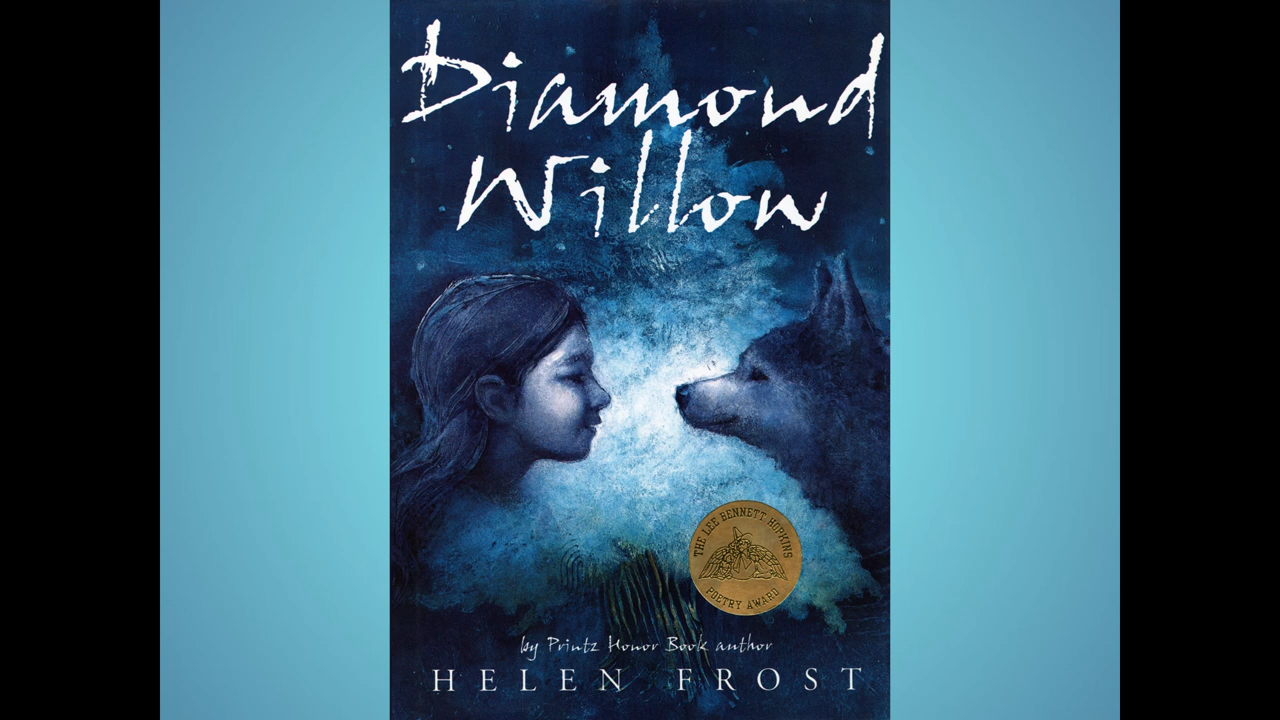 Diamond
Willow
THE LEE BENNETT HOPKINS
POETRY AWARD
by Printz Honor Book author
HELEN FROST